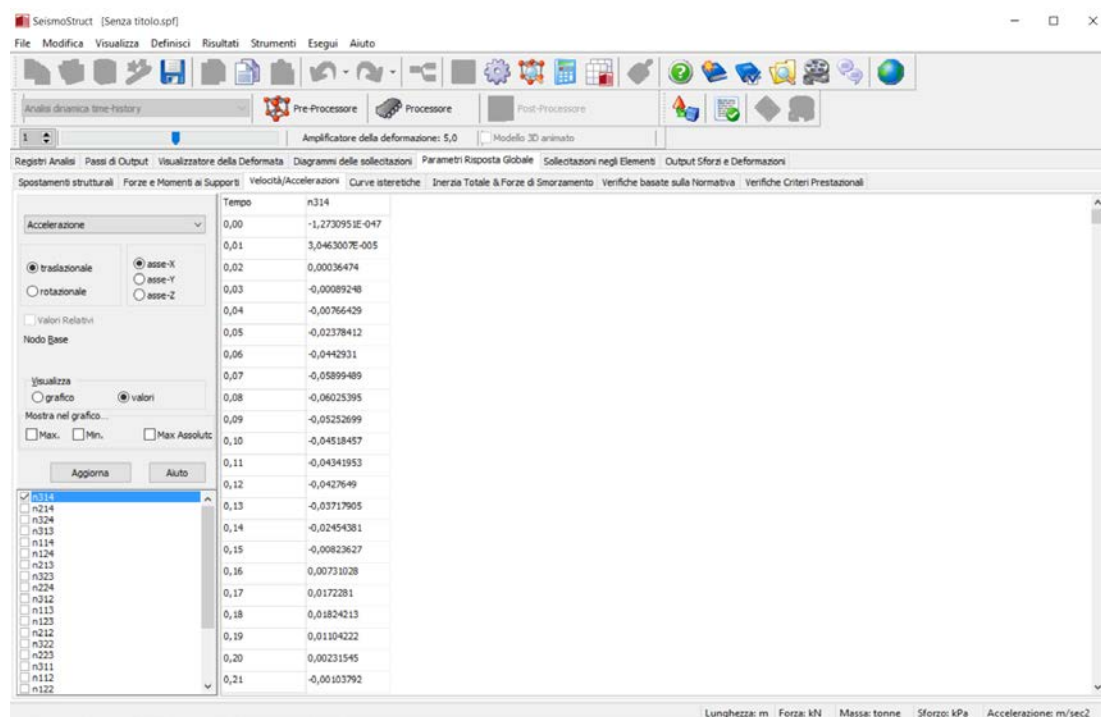 SeismoStruct [Senza titolo.spf]
File Modifica Visualizza Definisci Risultati Strumenti Esegui Aiuto
Analisi dinamica time-history Pre-Processore Processore Post-Processore
1 Amplificatore della deformazione: 5,0 Modello 3D animato
Registri Analisi Passi di Output Visualizzatore della Deformata Diagrammi delle sollecitazioni Parametri Risposta Globale Sollecitazioni negli Elementi Output Sforzi e Deformazioni
Spostamenti strutturali Forze e Momenti ai Supporti Velocità/Accelerazioni Curve isteretiche Inerzia Totale & Forze di Smorzamento Verifiche basate sulla Normativa Verifiche Criteri Prestazionali
Accelerazione
traslazionale
rotazionale
asse-X
asse-Y
asse-Z
Valori Relativi
Nodo Base
Visualizza
grafico valori
Mostra nel grafico...
Max. Min. Max Assolutc
Aggiorna Aiuto
n314
n214
n324
n313
n114
n124
n213
n323
n224
n312
n113
n123
n212
n322
n223
n311
n112
n122
Tempo n314
0,00 -1,2730951E-047
0,01 3,0463007E-005
0,02 0,00036474
0,03 -0,00089248
0,04 -0,00766429
0,05 -0,02378412
0,06 -0,0442931
0,07 -0,05899489
0,08 -0,06025395
0,09 -0,05252699
0,10 -0,04518457
0,11 -0,04341953
0,12 -0,0427649
0,13 -0,03717905
0,14 -0,02454381
0,15 -0,00823627
0,16 0,00731028
0,17 0,0172281
0,18 0,01824213
0,19 0,01104222
0,20 0,00231545
0,21 -0,00103792
Lunghezza: m Forza: kN Massa: tonne Sforzo: kPa Accelerazione: m/sec2